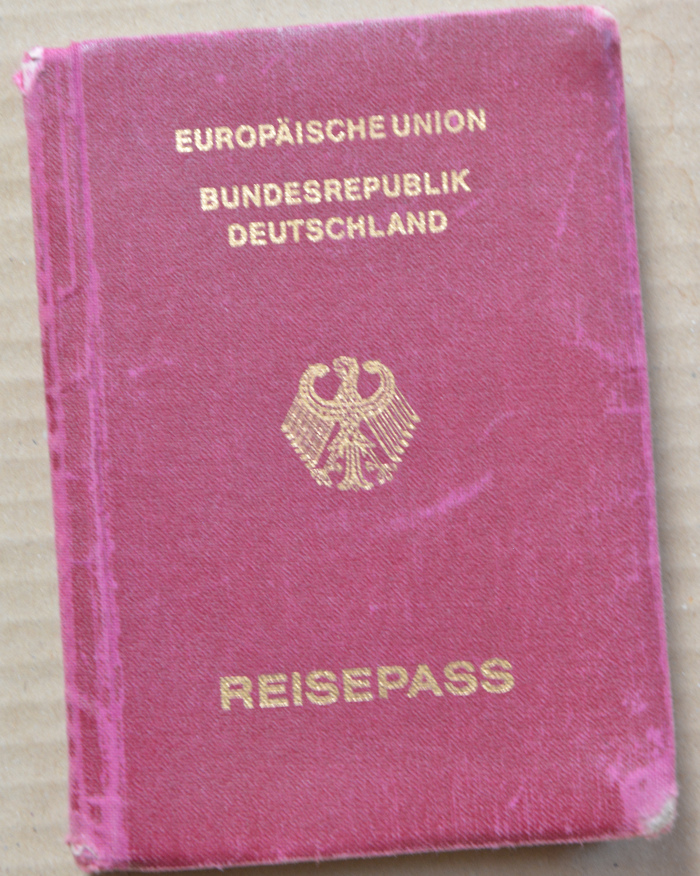 EUROPÄISCHE UNION
BUNDESREPUBLIK
DEUTSCHLAND
REISEPASS